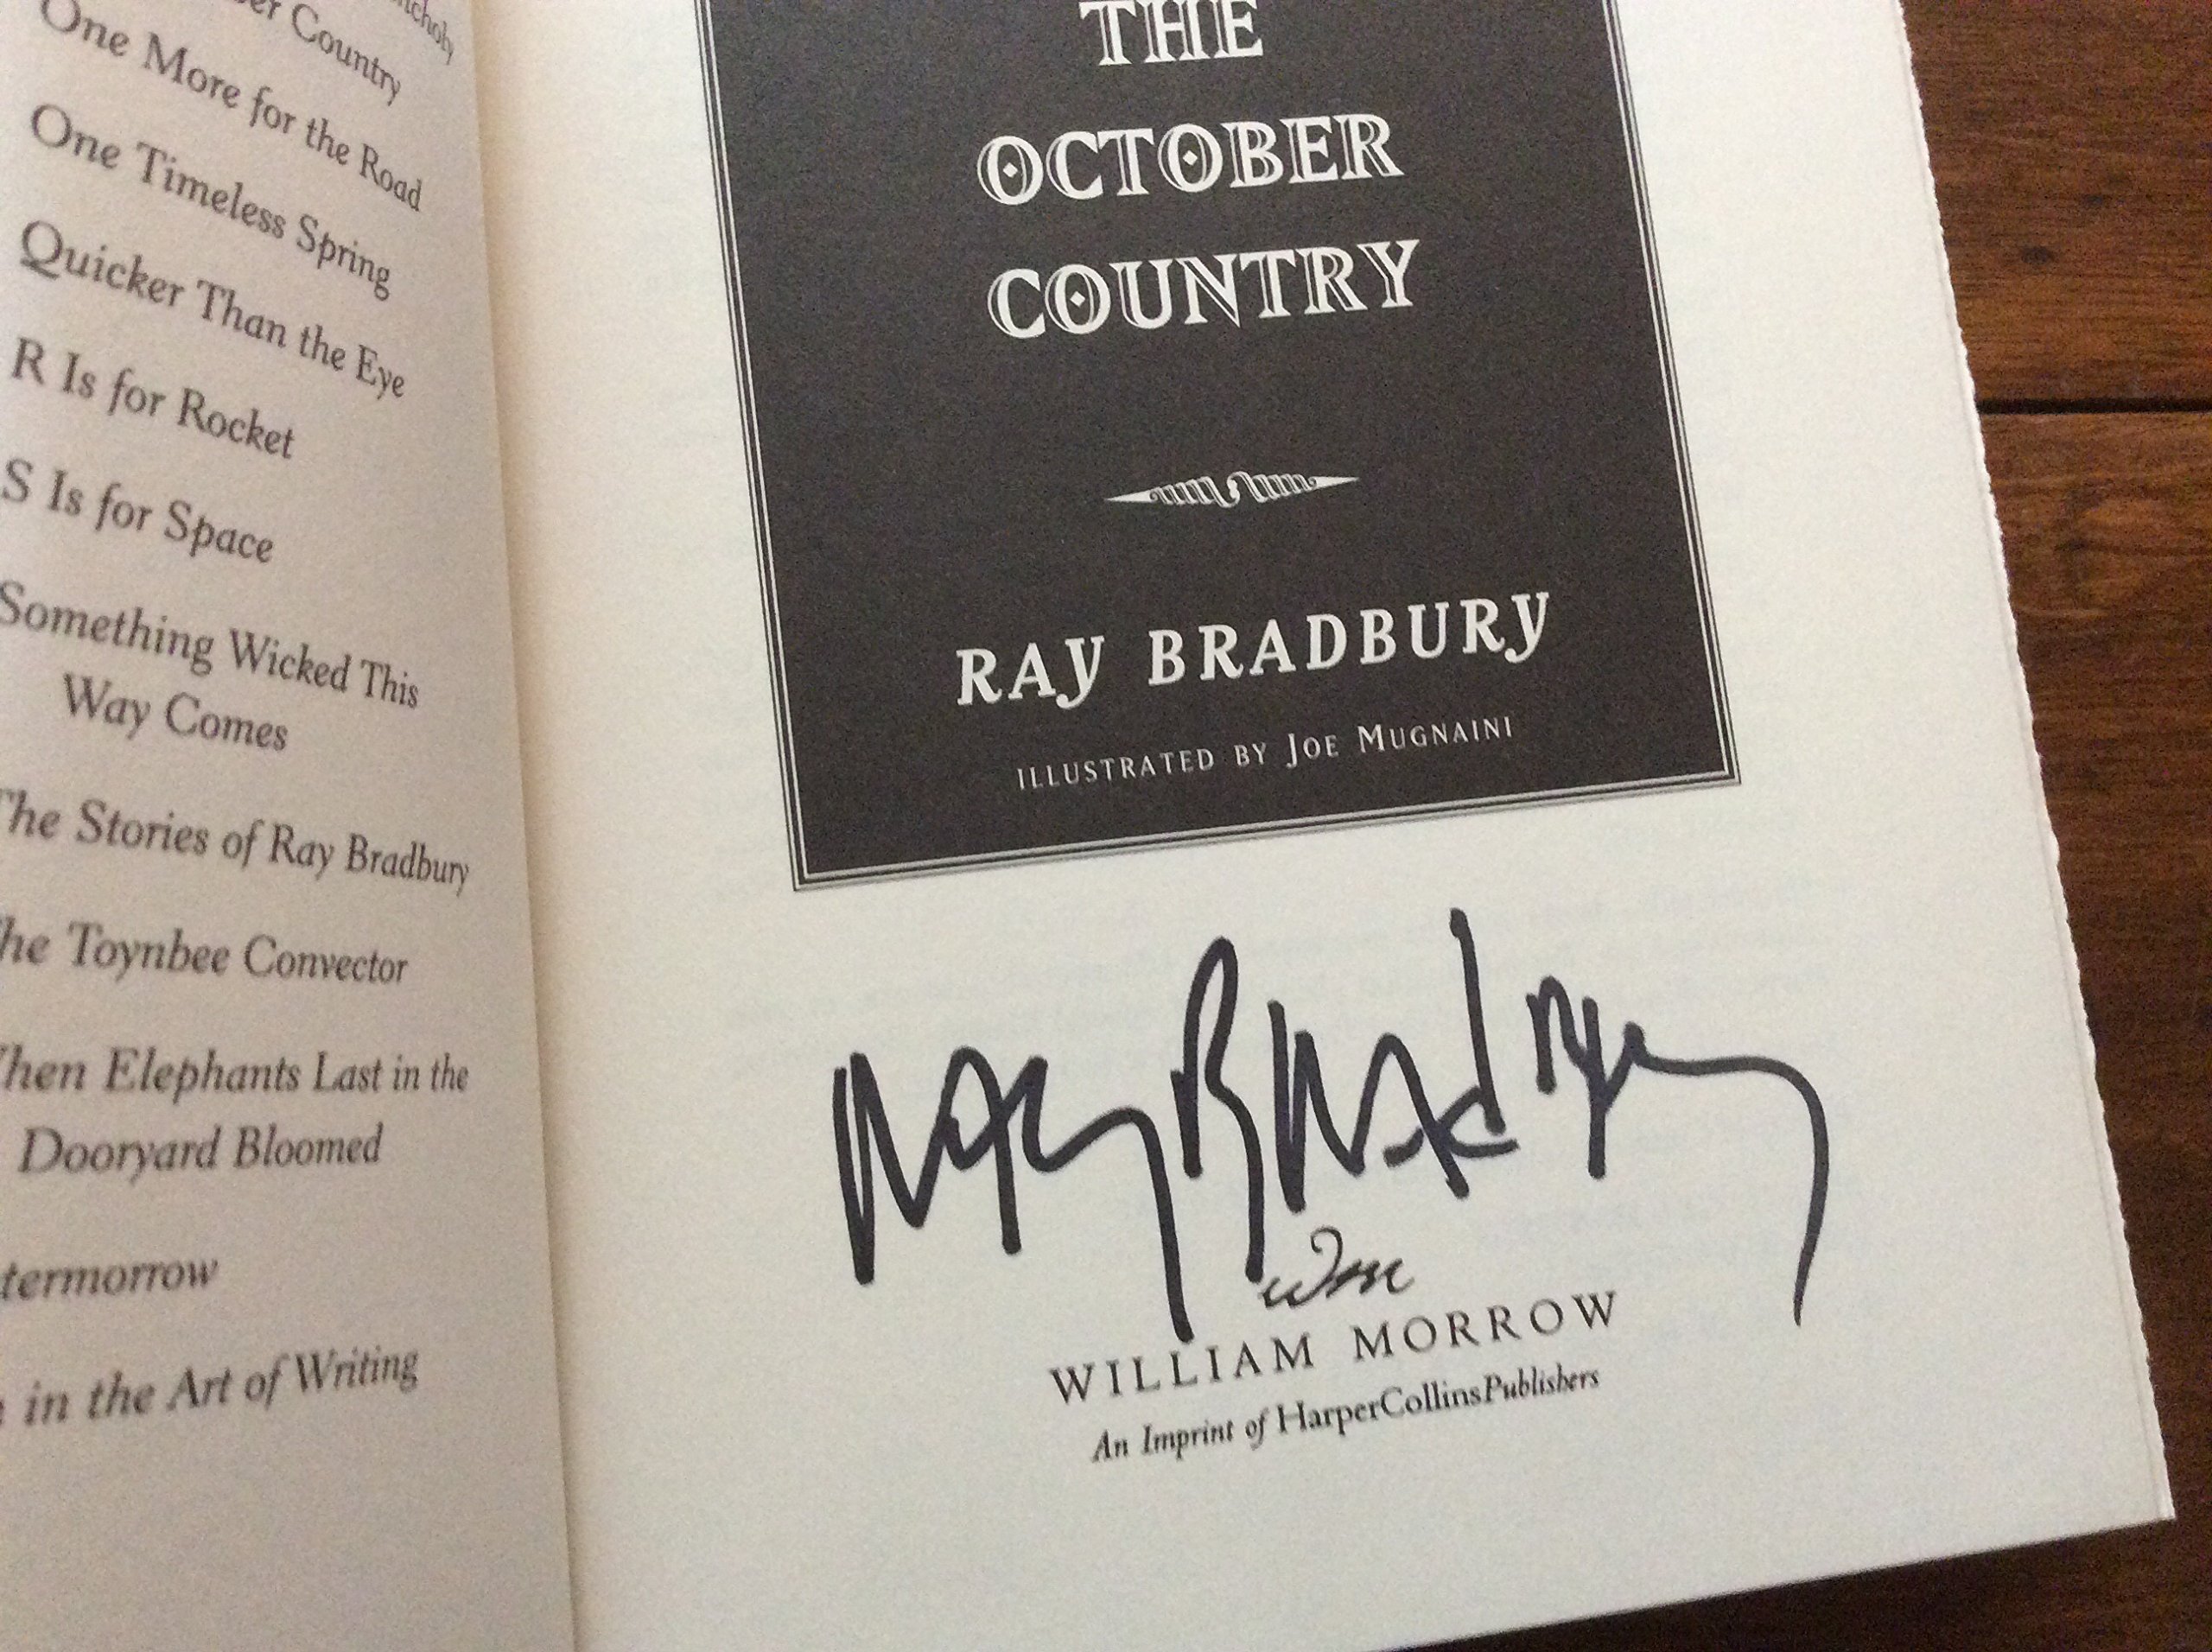 Country
One More for the Road
One Timeless Spring
Quicker Than the Eye
R Is for Rocket
S Is for Space
Something Wicked This
Way Comes
The Stories of Ray Bradbury
The Toynbee Convector
When Elephants Last in the
Dooryard Bloomed
termorrow
in the Art of Writing
THE
OCTOBER
COUNTRY
RAY BRADBURY
ILLUSTRATED BY JOE MUGNAINI
Ray Bradbury
WILLIAM MORROW
An Imprint of HarperCollinsPublishers